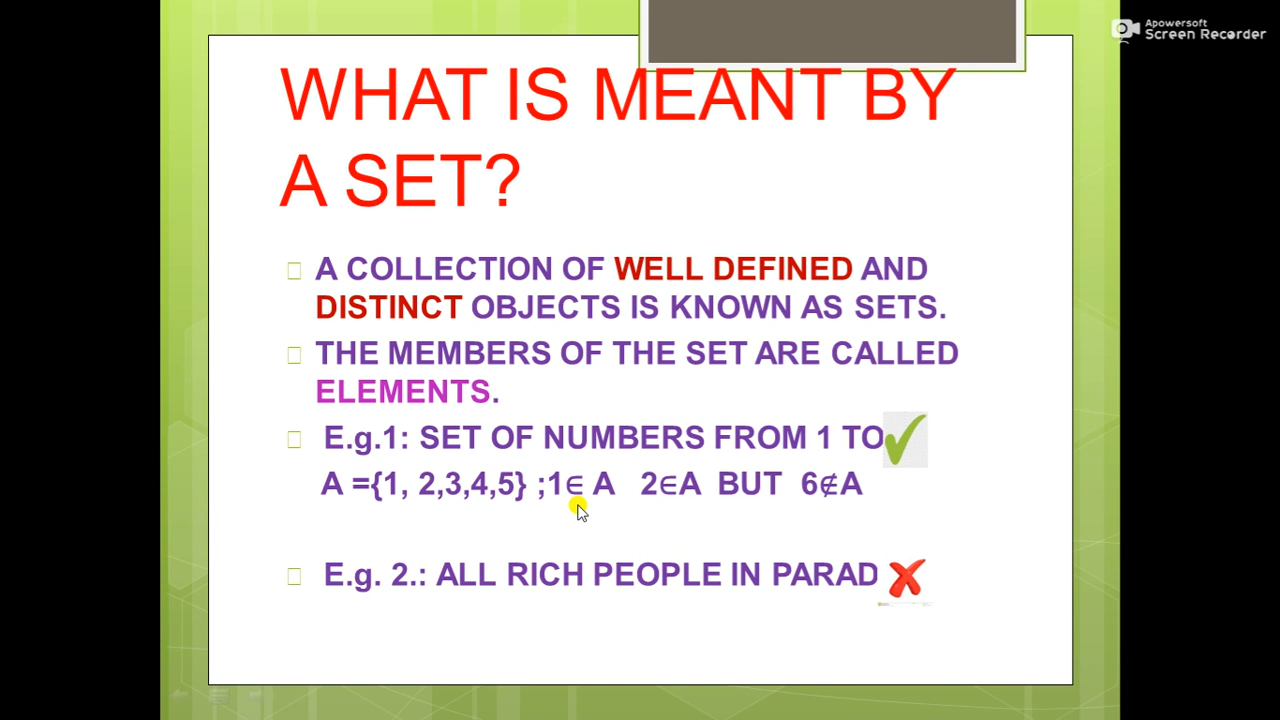 Apowersoft
Screen Recorder
WHAT IS MEANT BY
A SET?
A COLLECTION OF WELL DEFINED AND
DISTINCT OBJECTS IS KNOWN AS SETS.
THE MEMBERS OF THE SET ARE CALLED
ELEMENTS.
E.g.1: SET OF NUMBERS FROM 1 TO
A ={1, 2,3,4,5} ;1∈ A 2∈A BUT 6∉A
E.g. 2.: ALL RICH PEOPLE IN PARAD